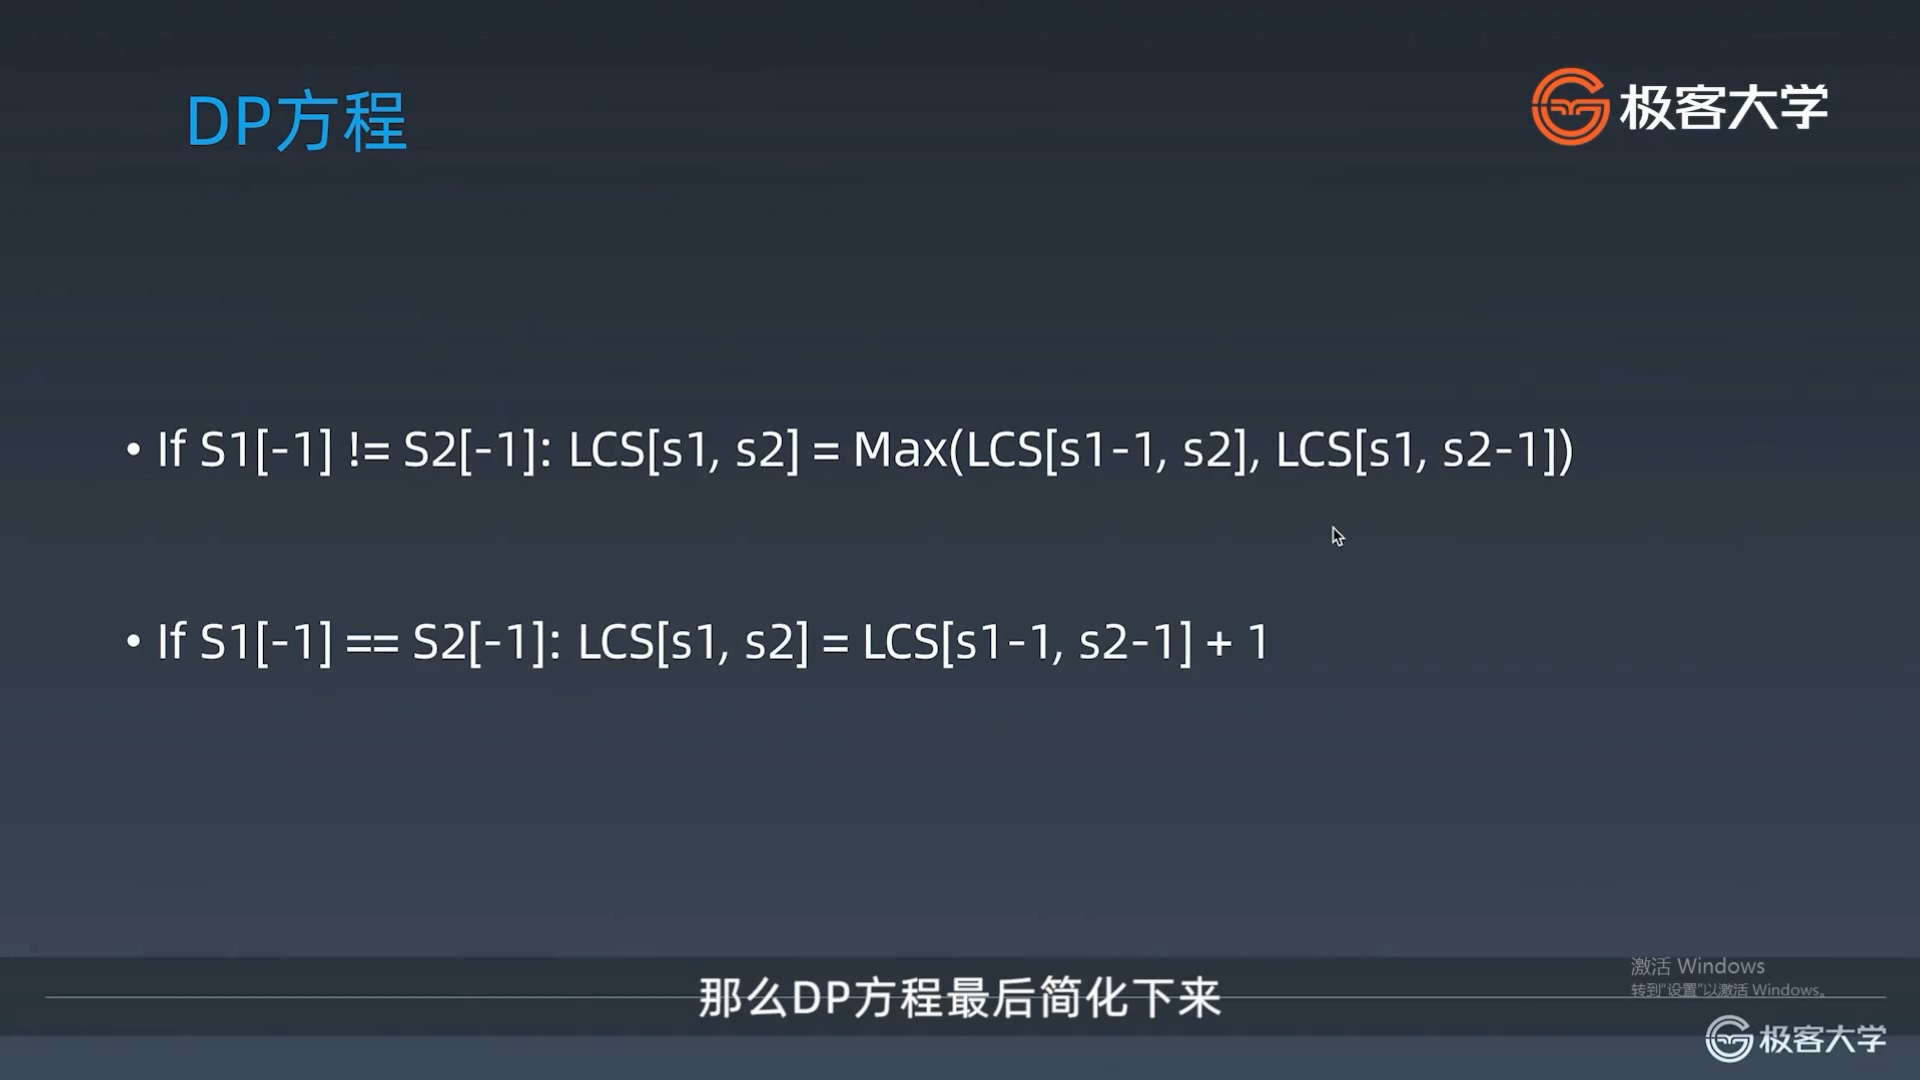 DP方程
极客大学
• If S1[-1] != S2[-1]: LCS[s1, s2] = Max(LCS[s1-1, s2], LCS[s1, s2-1])
• If S1[-1] == S2[-1]: LCS[s1, s2] = LCS[s1-1, s2-1] + 1
激活 Windows
转到“设置”以激活 Windows。
那么DP方程最后简化下来
极客大学